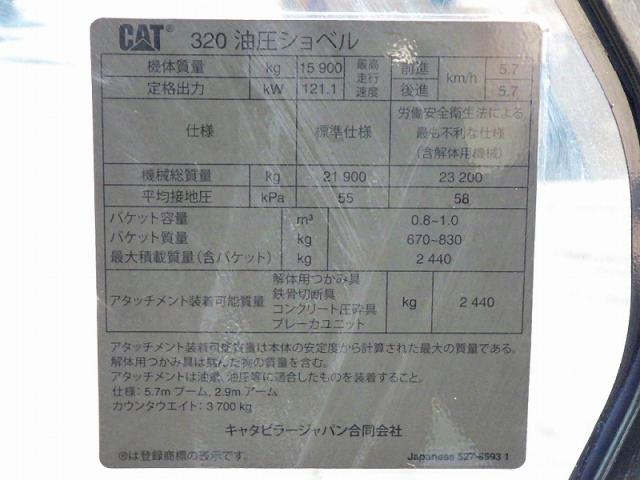 CAT 320 油圧ショベル
機体質量 kg 15 900 最高走行速度 前進 km/h 5.7
定格出力 kW 121.1 後進 5.7
仕様 標準仕様 労働安全衛生法による最も不利な仕様(含解体用機械)
機械総質量 kg 21 900 23 200
平均接地圧 kPa 55 58
バケット容量 m³ 0.8~1.0
バケット質量 kg 670~830
最大積載質量(含バケット) kg 2 440
アタッチメント装着可能質量 解体用つかみ具 鉄骨切断具 コンクリート圧砕具 ブレーカユニット kg 2 440
アタッチメント装着可能質量は本体の安定度から計算された最大の質量である。
解体用つかみ具は掴んだ物の質量を含む。
アタッチメントは油量、油圧等に適合したものを装着すること。
仕様: 5.7m ブーム, 2.9m アーム
カウンタウエイト: 3 700 kg
キャタピラージャパン合同会社
®は登録商標の表示です。 Japanese 527-6593 1